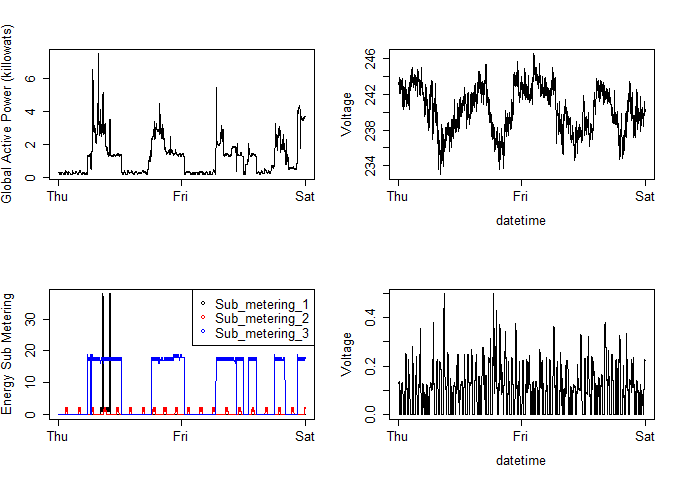 Global Active Power (killowats)
6
4
2
0
Thu Fri Sat
Voltage
246
242
238
234
Thu Fri Sat
datetime
Energy Sub Metering
30
20
10
0
Sub_metering_1
Sub_metering_2
Sub_metering_3
Thu Fri Sat
Voltage
0.4
0.2
0.0
Thu Fri Sat
datetime